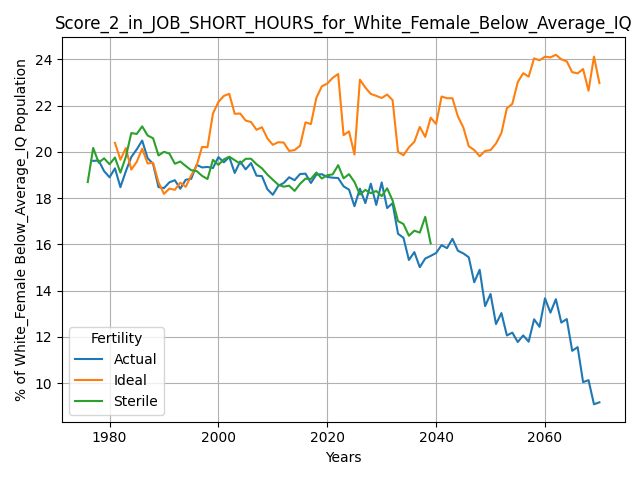 Score_2_in_JOB_SHORT_HOURS_for_White_Female_Below_Average_IQ
% of White_Female Below_Average_IQ Population
24
22
20
18
16
14
12
10
Fertility
Actual
Ideal
Sterile
1980
2000
2020
2040
2060
Years